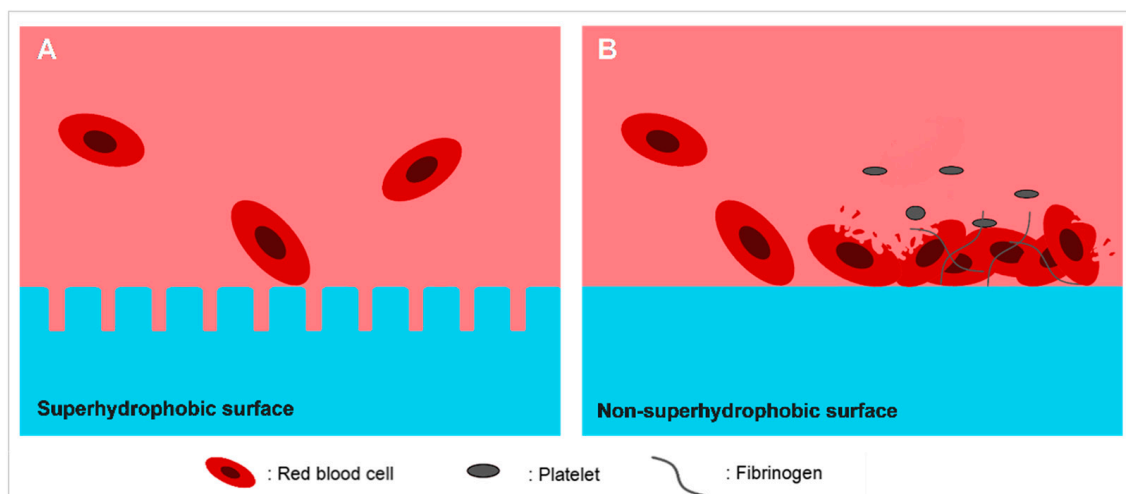 A
B
Superhydrophobic surface
Non-superhydrophobic surface
: Red blood cell
: Platelet
: Fibrinogen